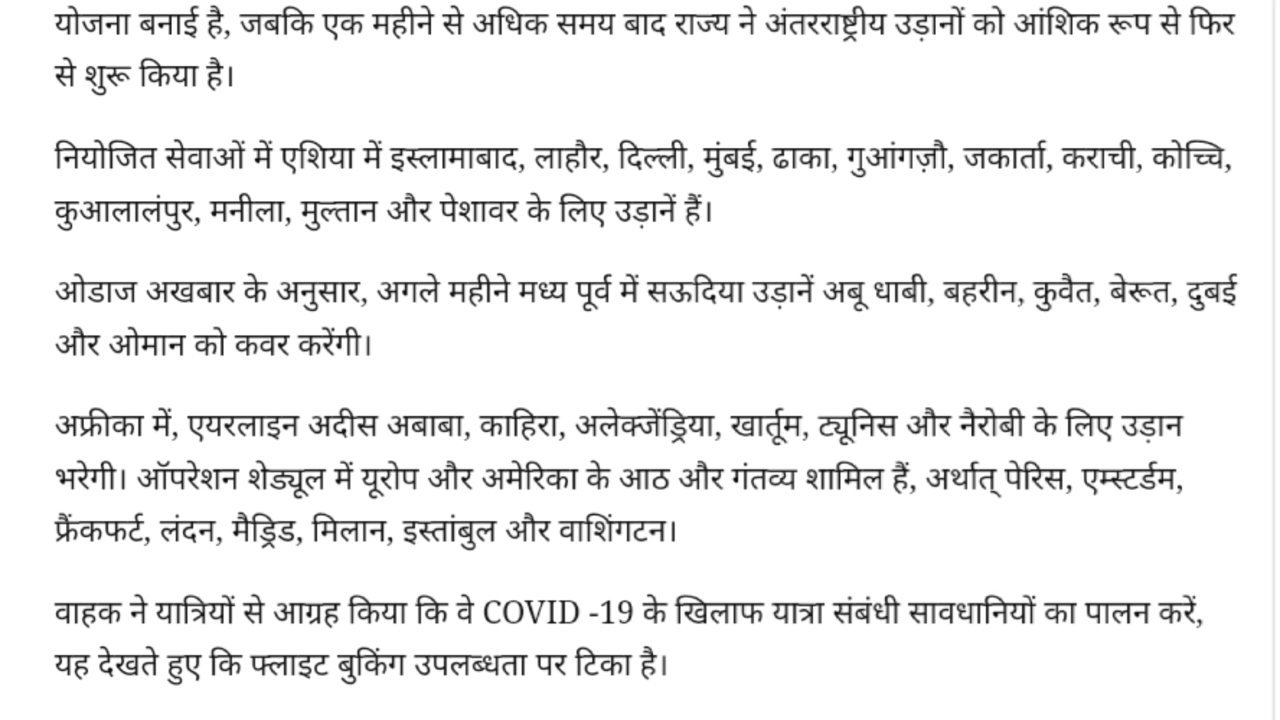 योजना बनाई है, जबकि एक महीने से अधिक समय बाद राज्य ने अंतरराष्ट्रीय उड़ानों को आंशिक रूप से फिर
से शुरू किया है।
नियोजित सेवाओं में एशिया में इस्लामाबाद, लाहौर, दिल्ली, मुंबई, ढाका, गुआंगज़ौ, जकार्ता, कराची, कोच्चि,
कुआलालंपुर, मनीला, मुल्तान और पेशावर के लिए उड़ानें हैं।
ओडाज अखबार के अनुसार, अगले महीने मध्य पूर्व में सऊदिया उड़ानें अबू धाबी, बहरीन, कुवैत, बेरूत, दुबई
और ओमान को कवर करेंगी।
अफ्रीका में, एयरलाइन अदीस अबाबा, काहिरा, अलेक्जेंड्रिया, खार्तूम, ट्यूनिस और नैरोबी के लिए उड़ान
भरेगी। ऑपरेशन शेड्यूल में यूरोप और अमेरिका के आठ और गंतव्य शामिल हैं, अर्थात् पेरिस, एम्स्टर्डम,
फ्रैंकफर्ट, लंदन, मैड्रिड, मिलान, इस्तांबुल और वाशिंगटन।
वाहक ने यात्रियों से आग्रह किया कि वे COVID -19 के खिलाफ यात्रा संबंधी सावधानियों का पालन करें,
यह देखते हुए कि फ्लाइट बुकिंग उपलब्धता पर टिका है।